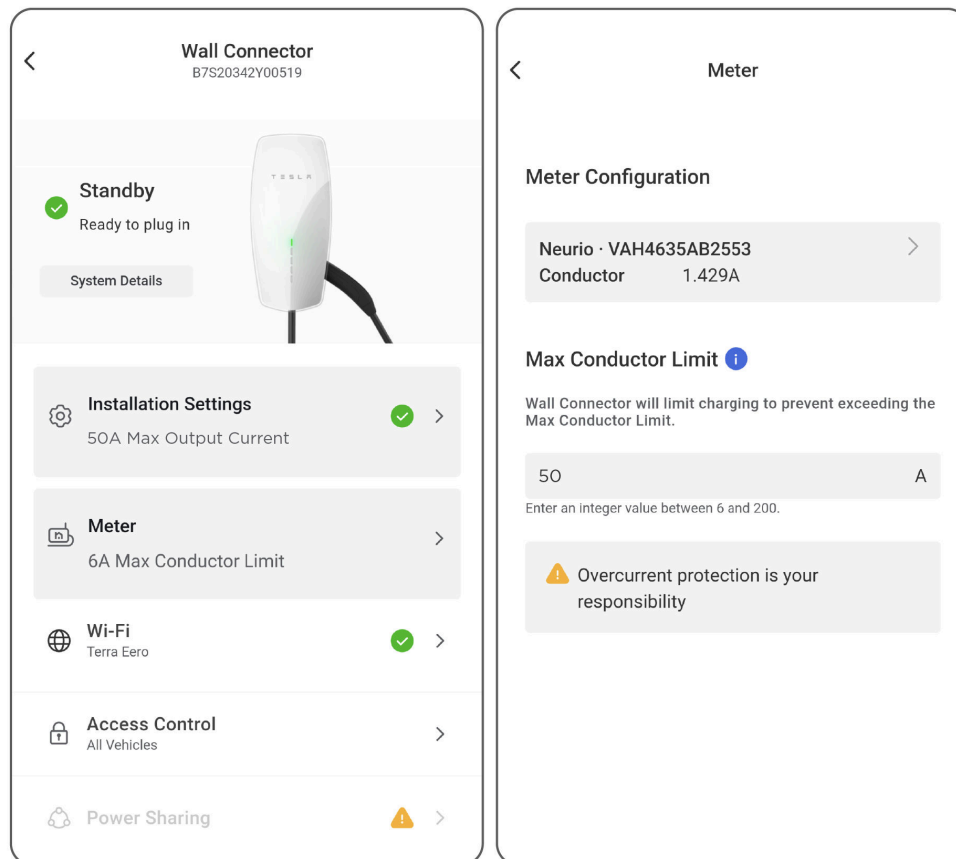 Wall Connector
B7S20342Y00519
TESLA
Standby
Ready to plug in
System Details
Installation Settings
50A Max Output Current
Meter
6A Max Conductor Limit
Wi-Fi
Terra Eero
Access Control
All Vehicles
Power Sharing
Meter
Meter Configuration
Neurio · VAH4635AB2553
Conductor 1.429A
Max Conductor Limit
Wall Connector will limit charging to prevent exceeding the
Max Conductor Limit.
50 A
Enter an integer value between 6 and 200.
Overcurrent protection is your
responsibility